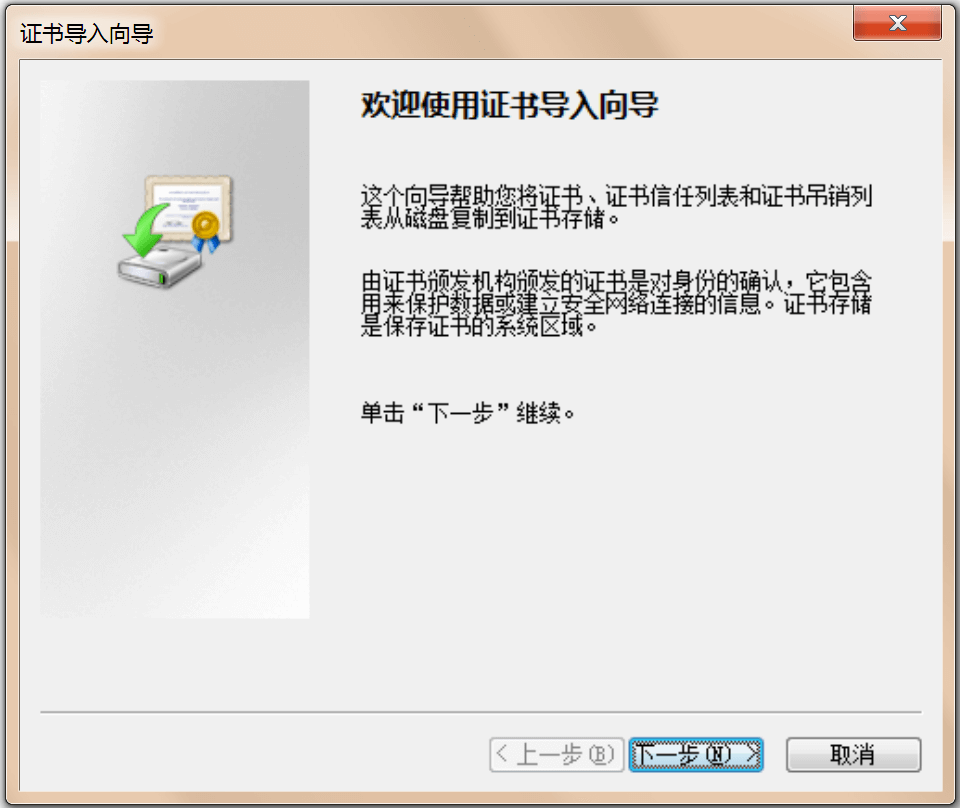 证书导入向导
欢迎使用证书导入向导
这个向导帮助您将证书、证书信任列表和证书吊销列
表从磁盘复制到证书存储。
由证书颁发机构颁发的证书是对身份的确认，它包含
用来保护数据或建立安全网络连接的信息。证书存储
是保存证书的系统区域。
单击“下一步”继续。
< 上一步(B) 下一步(N) > 取消